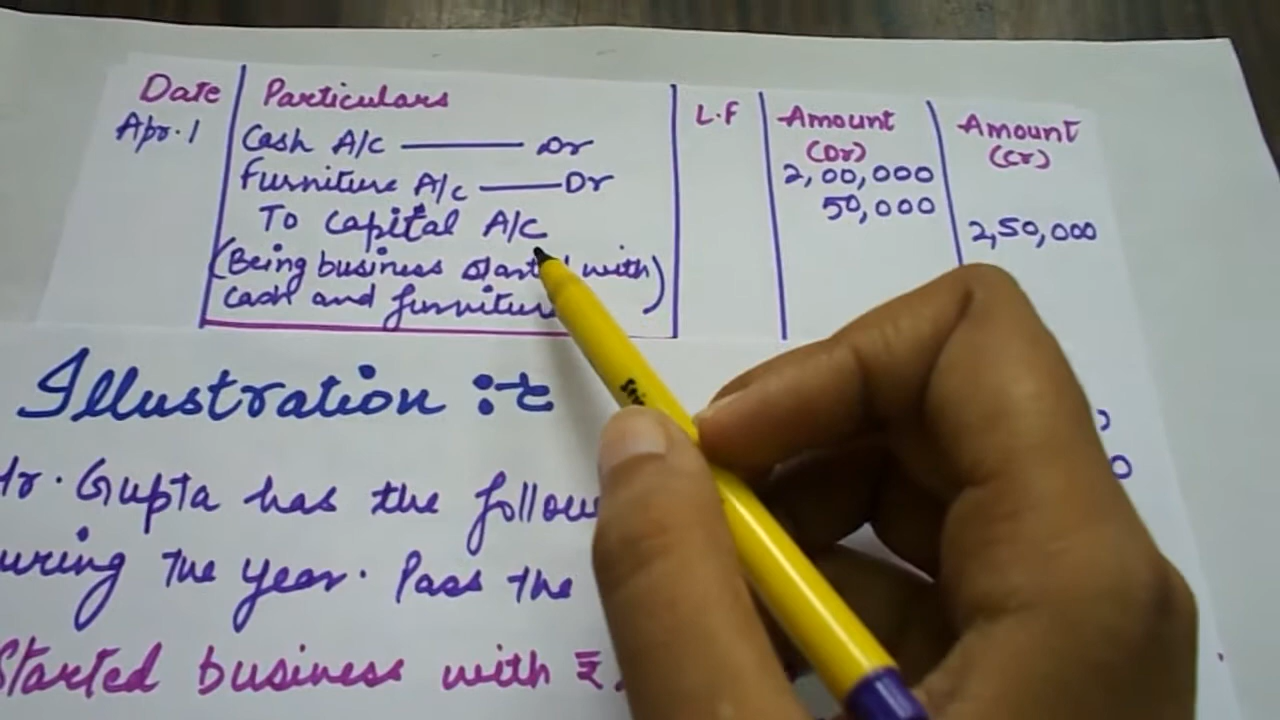 Date Particulars L.F Amount (Dr) Amount (Cr)
Apr. 1 Cash A/c Dr 2,00,000
Furniture A/c Dr 50,000
To Capital A/c 2,50,000
(Being business with
Cash and
Illustration :-
Gupta has the
the year. Pass the
Started business with ₹